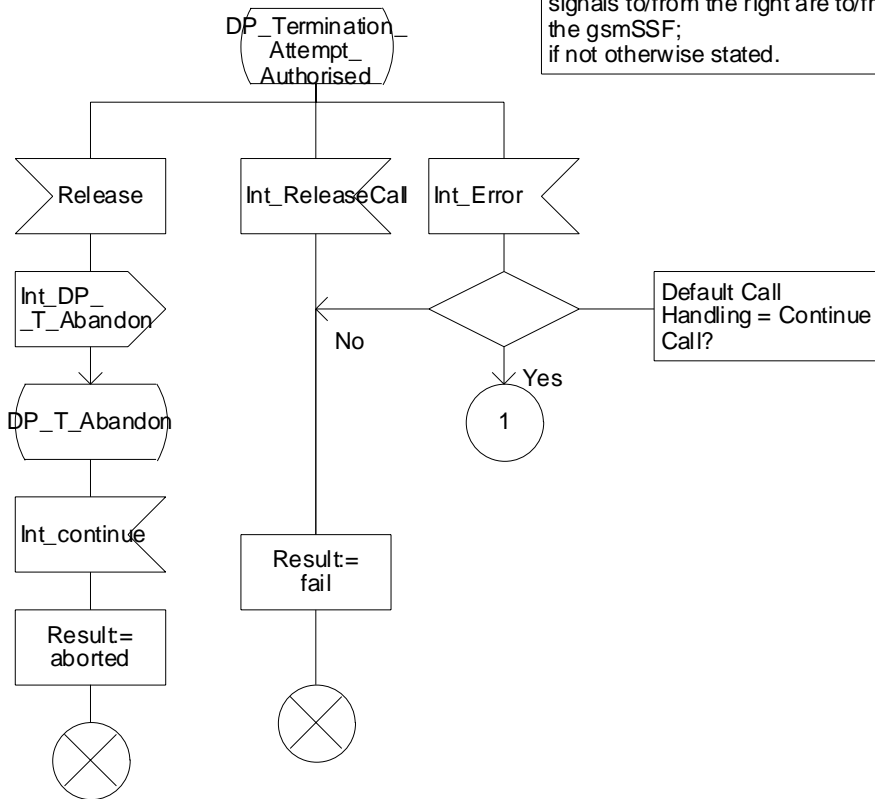 signals to/from the right are to/fr
the gsmSSF;
if not otherwise stated.
DP_Termination_
Attempt_
Authorised
Release
Int_ReleaseCall
Int_Error
Int_DP_
_T_Abandon
Default Call
Handling = Continue
Call?
No
Yes
1
DP_T_Abandon
Int_continue
Result:=
fail
Result:=
aborted